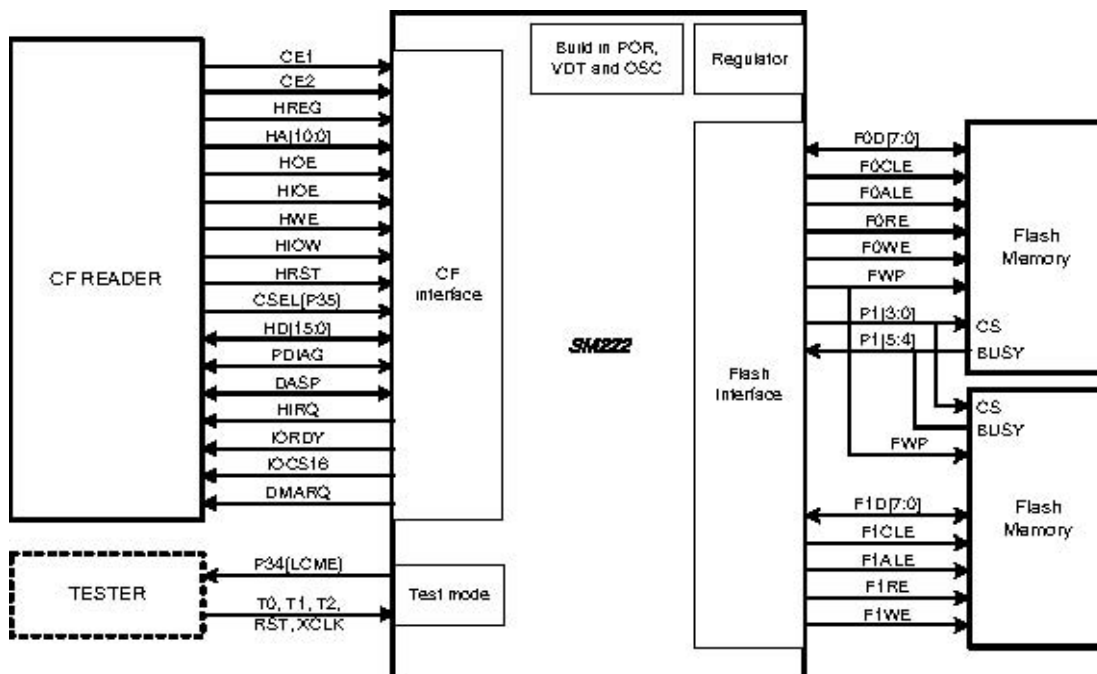 Build in POR,
VDT and OSC
Regulator
CF READER
CE1
CE2
HREG
HA[10:0]
HOE
HIOE
HWE
HIOW
HRST
CSEL(P35)
HD[15:0]
PDIAG
DASP
HIRQ
IORDY
IOCS16
DMARQ
CF
interface
SM222
Flash
Interface
F0D[7:0]
F0CLE
F0ALE
F0RE
F0WE
FWP
P1[3:0]
P1[5:4]
Flash
Memory
CS
BUSY
CS
BUSY
FWP
F1D[7:0]
F1CLE
F1ALE
F1RE
F1WE
Flash
Memory
TESTER
P34(LCME)
T0, T1, T2,
RST, XCLK
Test mode